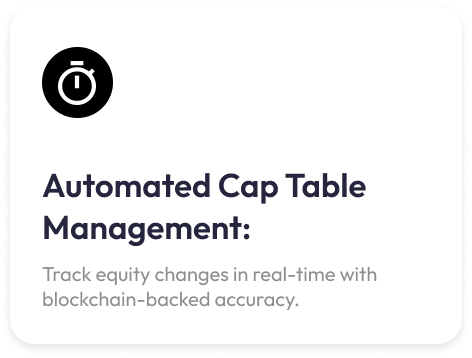 Automated Cap Table
Management:
Track equity changes in real-time with
blockchain-backed accuracy.